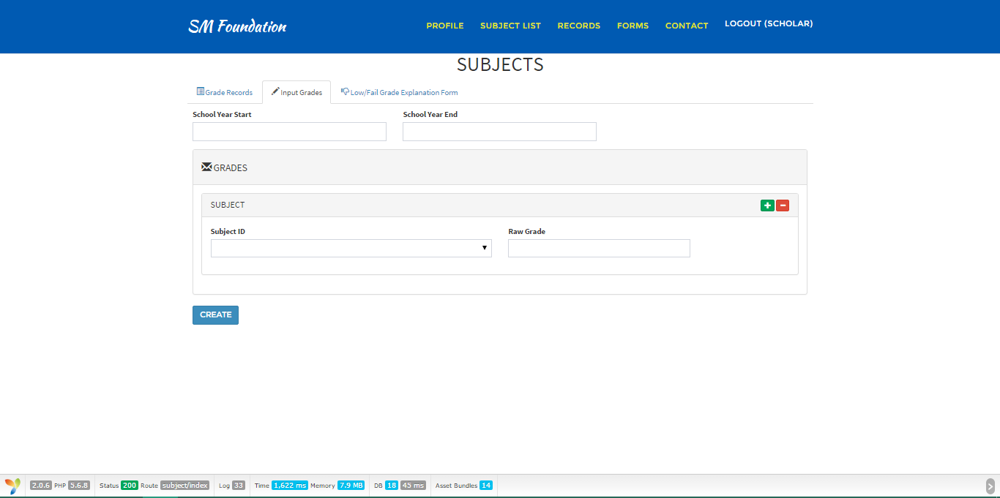 SM Foundation PROFILE SUBJECT LIST RECORDS FORMS CONTACT LOGOUT (SCHOLAR)
SUBJECTS
Grade Records Input Grades Low/Fail Grade Explanation Form
School Year Start School Year End
GRADES
SUBJECT
Subject ID Raw Grade
CREATE
2.0.6 PHP 5.6.8 Status 200 Route subject/index Log 33 Time 1,622 ms Memory 7.9 MB DB 18 45 ms Asset Bundles 14